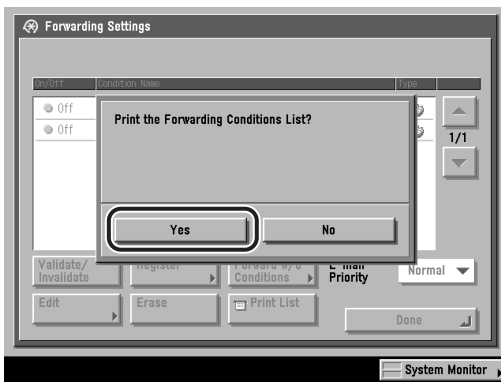 Forwarding Settings
On/Off Condition Name Type
Off
Off
Print the Forwarding Conditions List?
1/1
Yes No
Validate/
Invalidate
Register
Forward w/o
Conditions
E-mail
Priority
Normal
Edit Erase Print List
Done
System Monitor